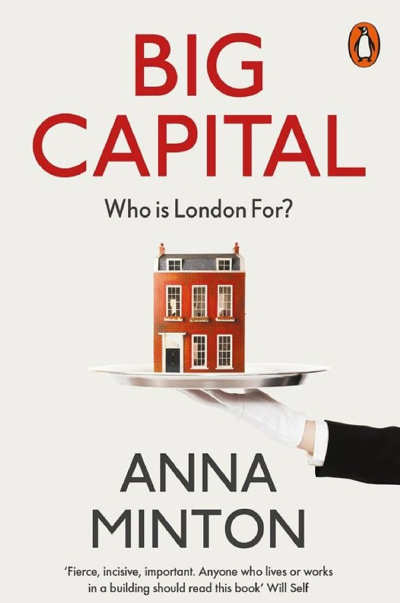 BIG
CAPITAL
Who is London For?
ANNA
MINTON
‘Fierce, incisive, important. Anyone who lives or works
in a building should read this book’ Will Self